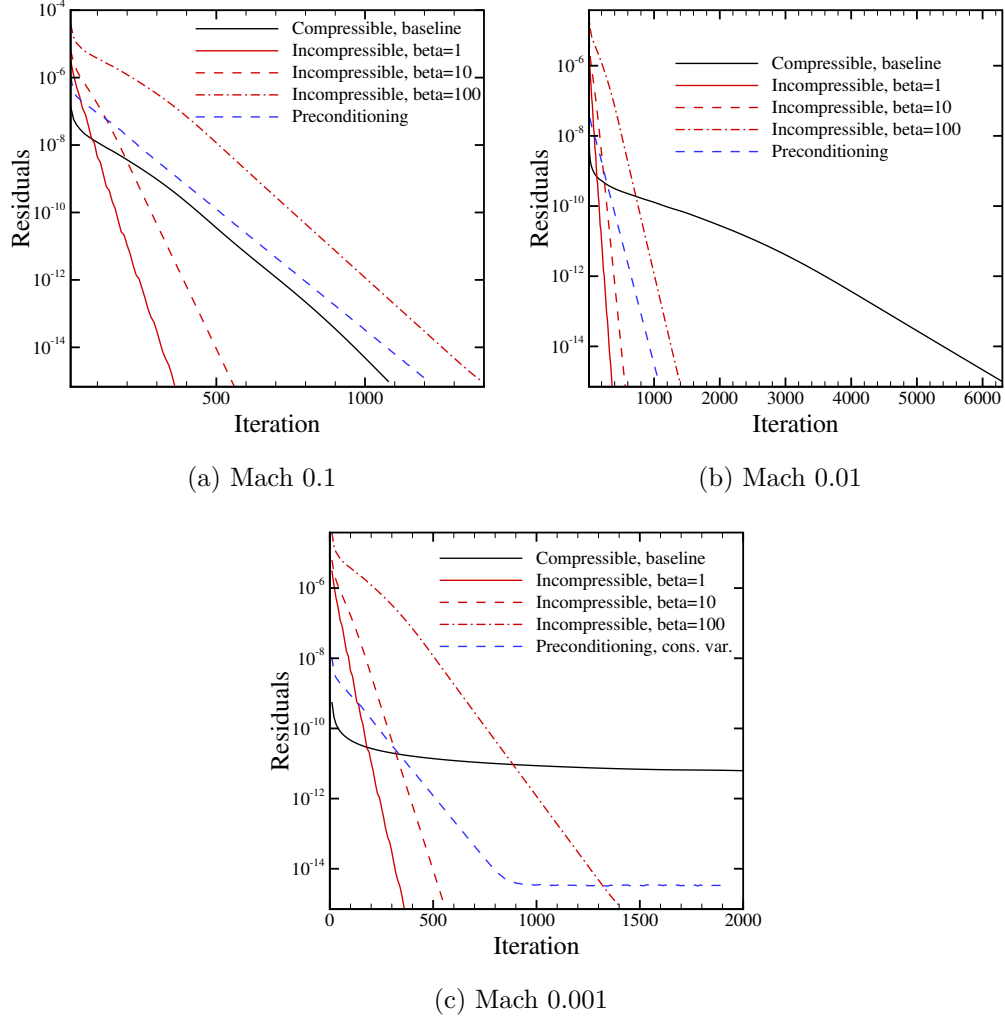 Compressible, baseline
Incompressible, beta=1
Incompressible, beta=10
Incompressible, beta=100
Preconditioning
10^-4
10^-6
10^-8
10^-10
10^-12
10^-14
Residuals
500 1000
Iteration
(a) Mach 0.1
Compressible, baseline
Incompressible, beta=1
Incompressible, beta=10
Incompressible, beta=100
Preconditioning
10^-6
10^-8
10^-10
10^-12
10^-14
Residuals
1000 2000 3000 4000 5000 6000
Iteration
(b) Mach 0.01
Compressible, baseline
Incompressible, beta=1
Incompressible, beta=10
Incompressible, beta=100
Preconditioning, cons. var.
10^-6
10^-8
10^-10
10^-12
10^-14
Residuals
0 500 1000 1500 2000
Iteration
(c) Mach 0.001